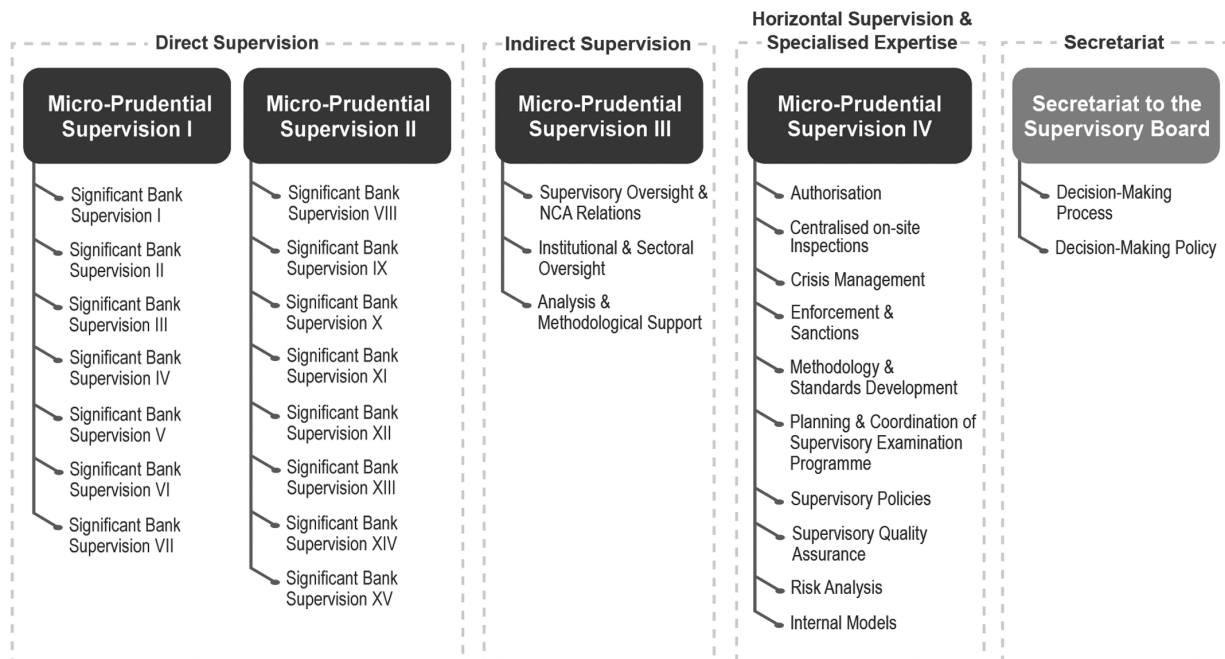 Direct Supervision
Micro-Prudential
Supervision I
Significant Bank
Supervision I
Significant Bank
Supervision II
Significant Bank
Supervision III
Significant Bank
Supervision IV
Significant Bank
Supervision V
Significant Bank
Supervision VI
Significant Bank
Supervision VII
Micro-Prudential
Supervision II
Significant Bank
Supervision VIII
Significant Bank
Supervision IX
Significant Bank
Supervision X
Significant Bank
Supervision XI
Significant Bank
Supervision XII
Significant Bank
Supervision XIII
Significant Bank
Supervision XIV
Significant Bank
Supervision XV
Indirect Supervision
Micro-Prudential
Supervision III
Supervisory Oversight &
NCA Relations
Institutional & Sectoral
Oversight
Analysis &
Methodological Support
Horizontal Supervision &
Specialised Expertise
Micro-Prudential
Supervision IV
Authorisation
Centralised on-site
Inspections
Crisis Management
Enforcement &
Sanctions
Methodology &
Standards Development
Planning & Coordination of
Supervisory Examination
Programme
Supervisory Policies
Supervisory Quality
Assurance
Risk Analysis
Internal Models
Secretariat
Secretariat to the
Supervisory Board
Decision-Making
Process
Decision-Making Policy